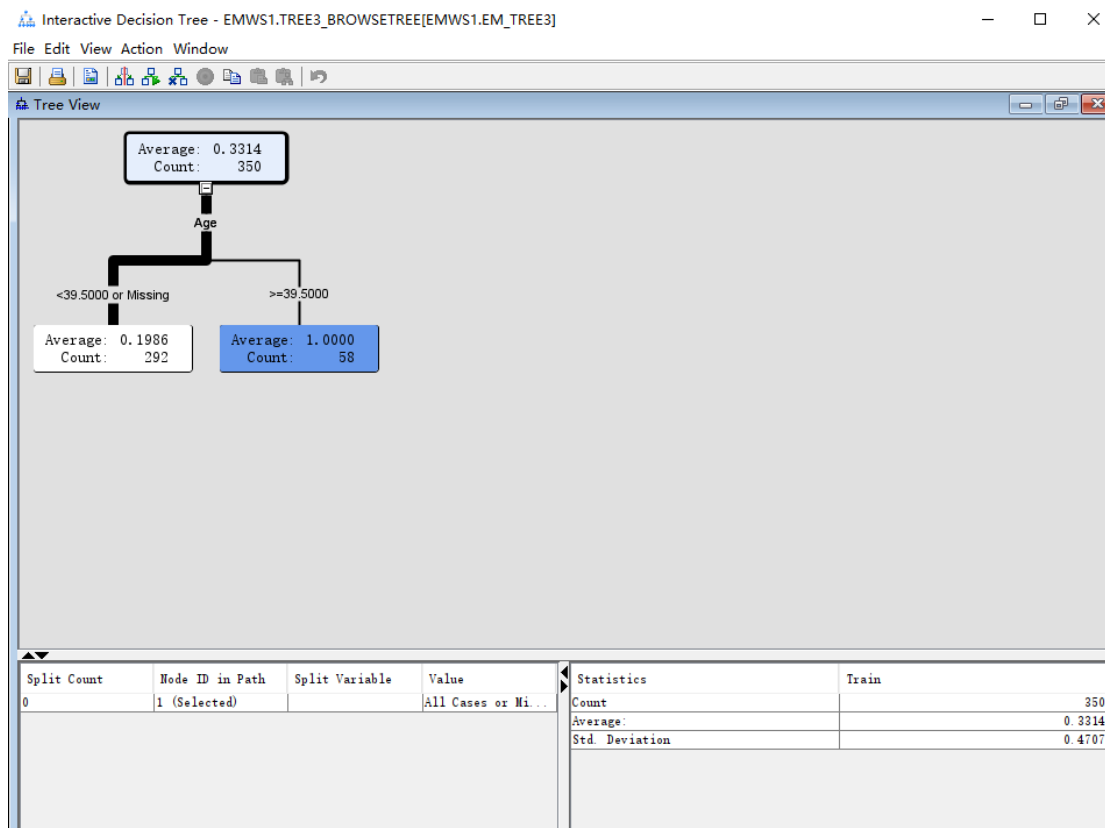 Interactive Decision Tree - EMWS1.TREE3_BROWSETREE[EMWS1.EM_TREE3]
File Edit View Action Window
Tree View
Average: 0.3314
Count: 350
Age
<39.5000 or Missing
>=39.5000
Average: 0.1986
Count: 292
Average: 1.0000
Count: 58
Split Count Node ID in Path Split Variable Value
0 1 (Selected) All Cases or Mi...
Statistics Train
Count 350
Average: 0.3314
Std. Deviation 0.4707